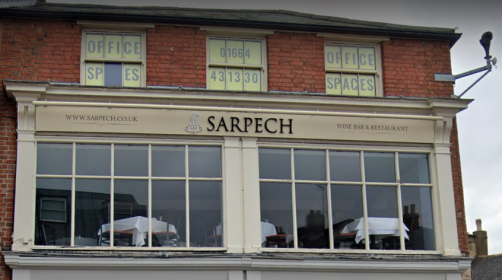 OFFICE
SP ES
01664
431330
OFFICE
SPACES
WWW.SARPECH.CO.UK
SARPECH
WINE BAR & RESTAURANT